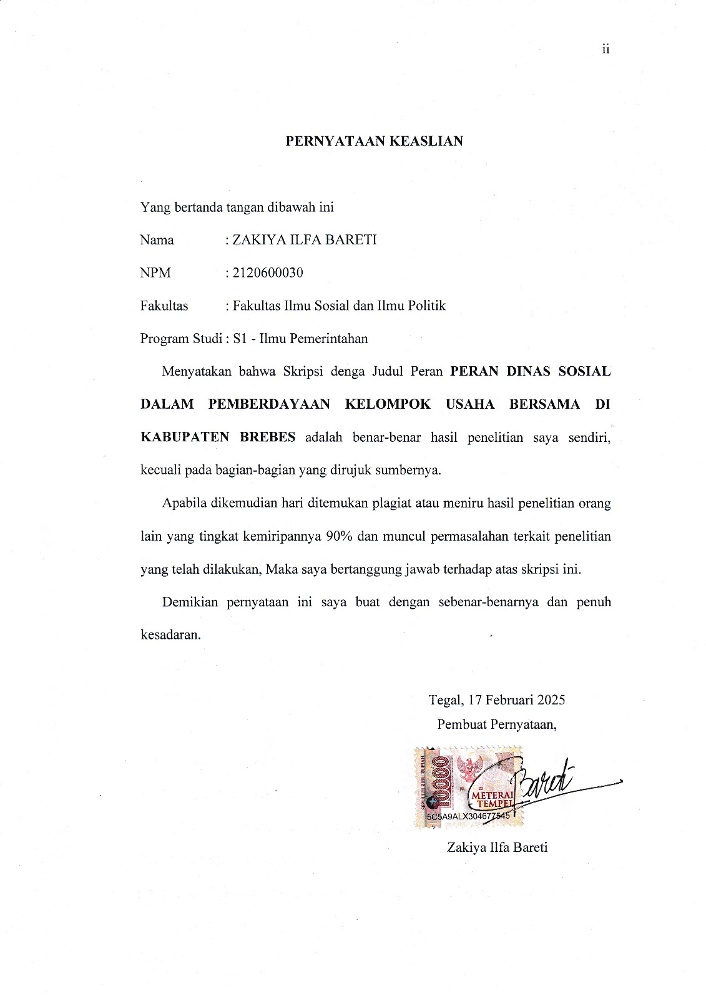 ii
PERNYATAAN KEASLIAN
Yang bertanda tangan dibawah ini
Nama : ZAKIYA ILFA BARETI
NPM : 2120600030
Fakultas : Fakultas Ilmu Sosial dan Ilmu Politik
Program Studi : S1 - Ilmu Pemerintahan
Menyatakan bahwa Skripsi denga Judul Peran PERAN DINAS SOSIAL
DALAM PEMBERDAYAAN KELOMPOK USAHA BERSAMA DI
KABUPATEN BREBES adalah benar-benar hasil penelitian saya sendiri,
kecuali pada bagian-bagian yang dirujuk sumbernya.
Apabila dikemudian hari ditemukan plagiat atau meniru hasil penelitian orang
lain yang tingkat kemiripannya 90% dan muncul permasalahan terkait penelitian
yang telah dilakukan, Maka saya bertanggung jawab terhadap atas skripsi ini.
Demikian pernyataan ini saya buat dengan sebenar-benarnya dan penuh
kesadaran.
Tegal, 17 Februari 2025
Pembuat Pernyataan,
SEPULUH RIBU RUPIAH
10000
METERAI
TEMPEL
5C5A9ALX304677545
Bareti
Zakiya Ilfa Bareti